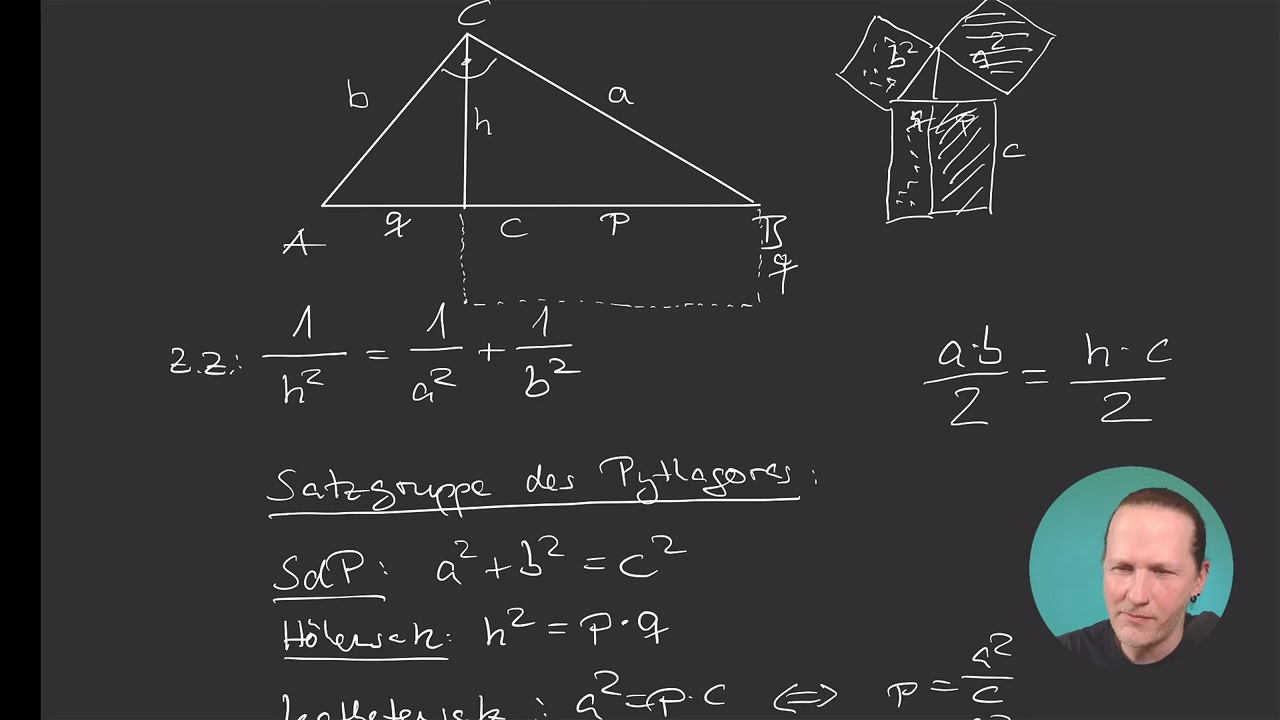 C
b a
h
q c p
A B
q
b² a²
q p
c
z.z.: 1/h² = 1/a² + 1/b²
a·b/2 = h·c/2
Satzgruppe des Pythagoras:
SdP: a² + b² = c²
Höhensatz: h² = p·q
Kathetensatz: a² = p·c ⇔ p = a²/c